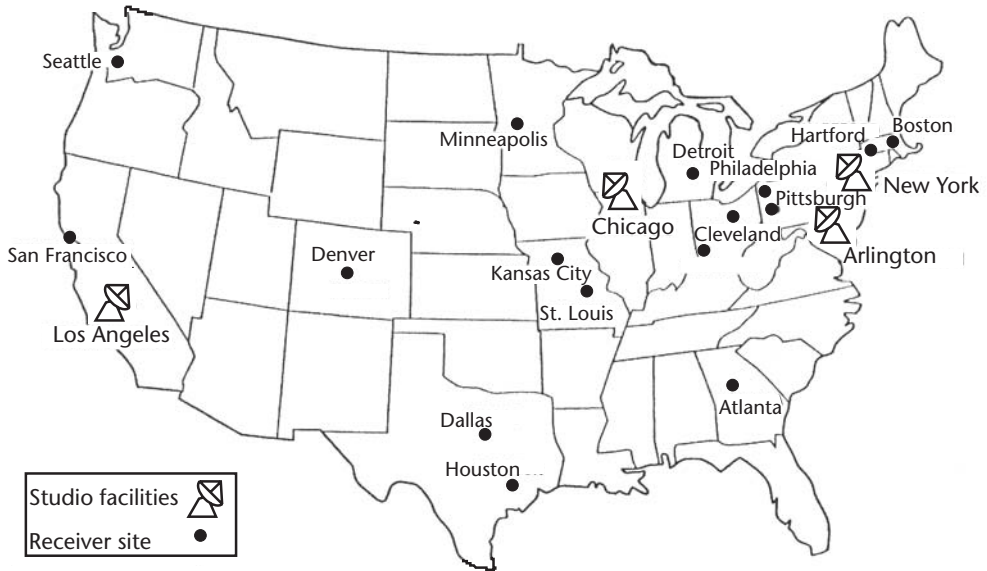 Seattle
Minneapolis
Hartford
Boston
Detroit
Philadelphia
New York
Pittsburgh
Chicago
Cleveland
Arlington
San Francisco
Denver
Kansas City
St. Louis
Los Angeles
Atlanta
Dallas
Houston
Studio facilities
Receiver site